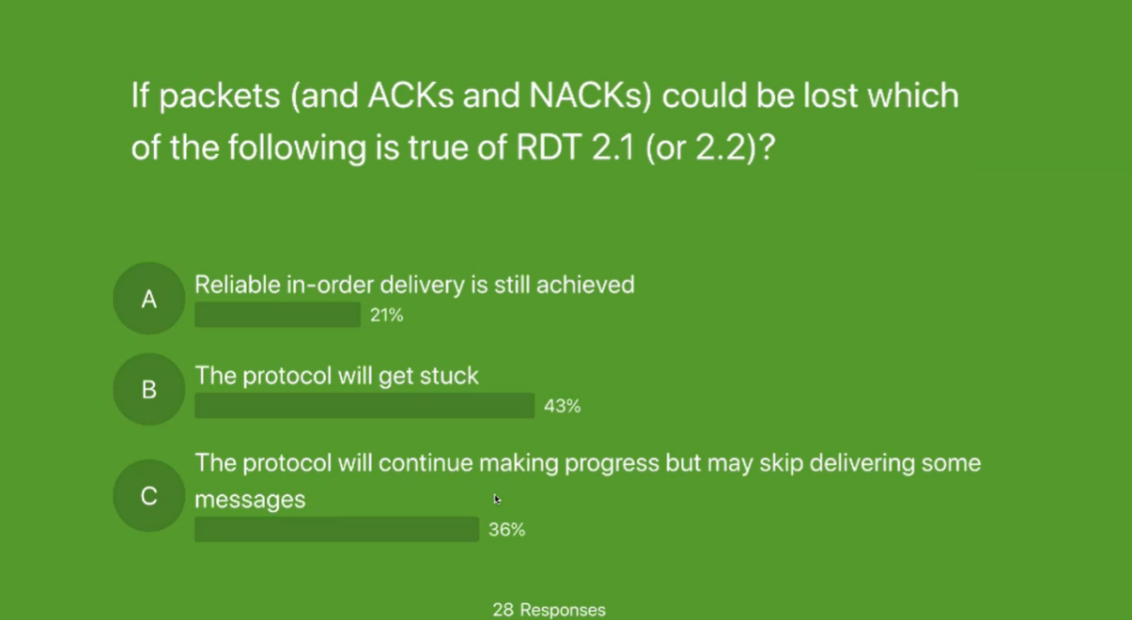 If packets (and ACKs and NACKs) could be lost which
of the following is true of RDT 2.1 (or 2.2)?
A
Reliable in-order delivery is still achieved
21%
B
The protocol will get stuck
43%
C
The protocol will continue making progress but may skip delivering some
messages
36%
28 Responses